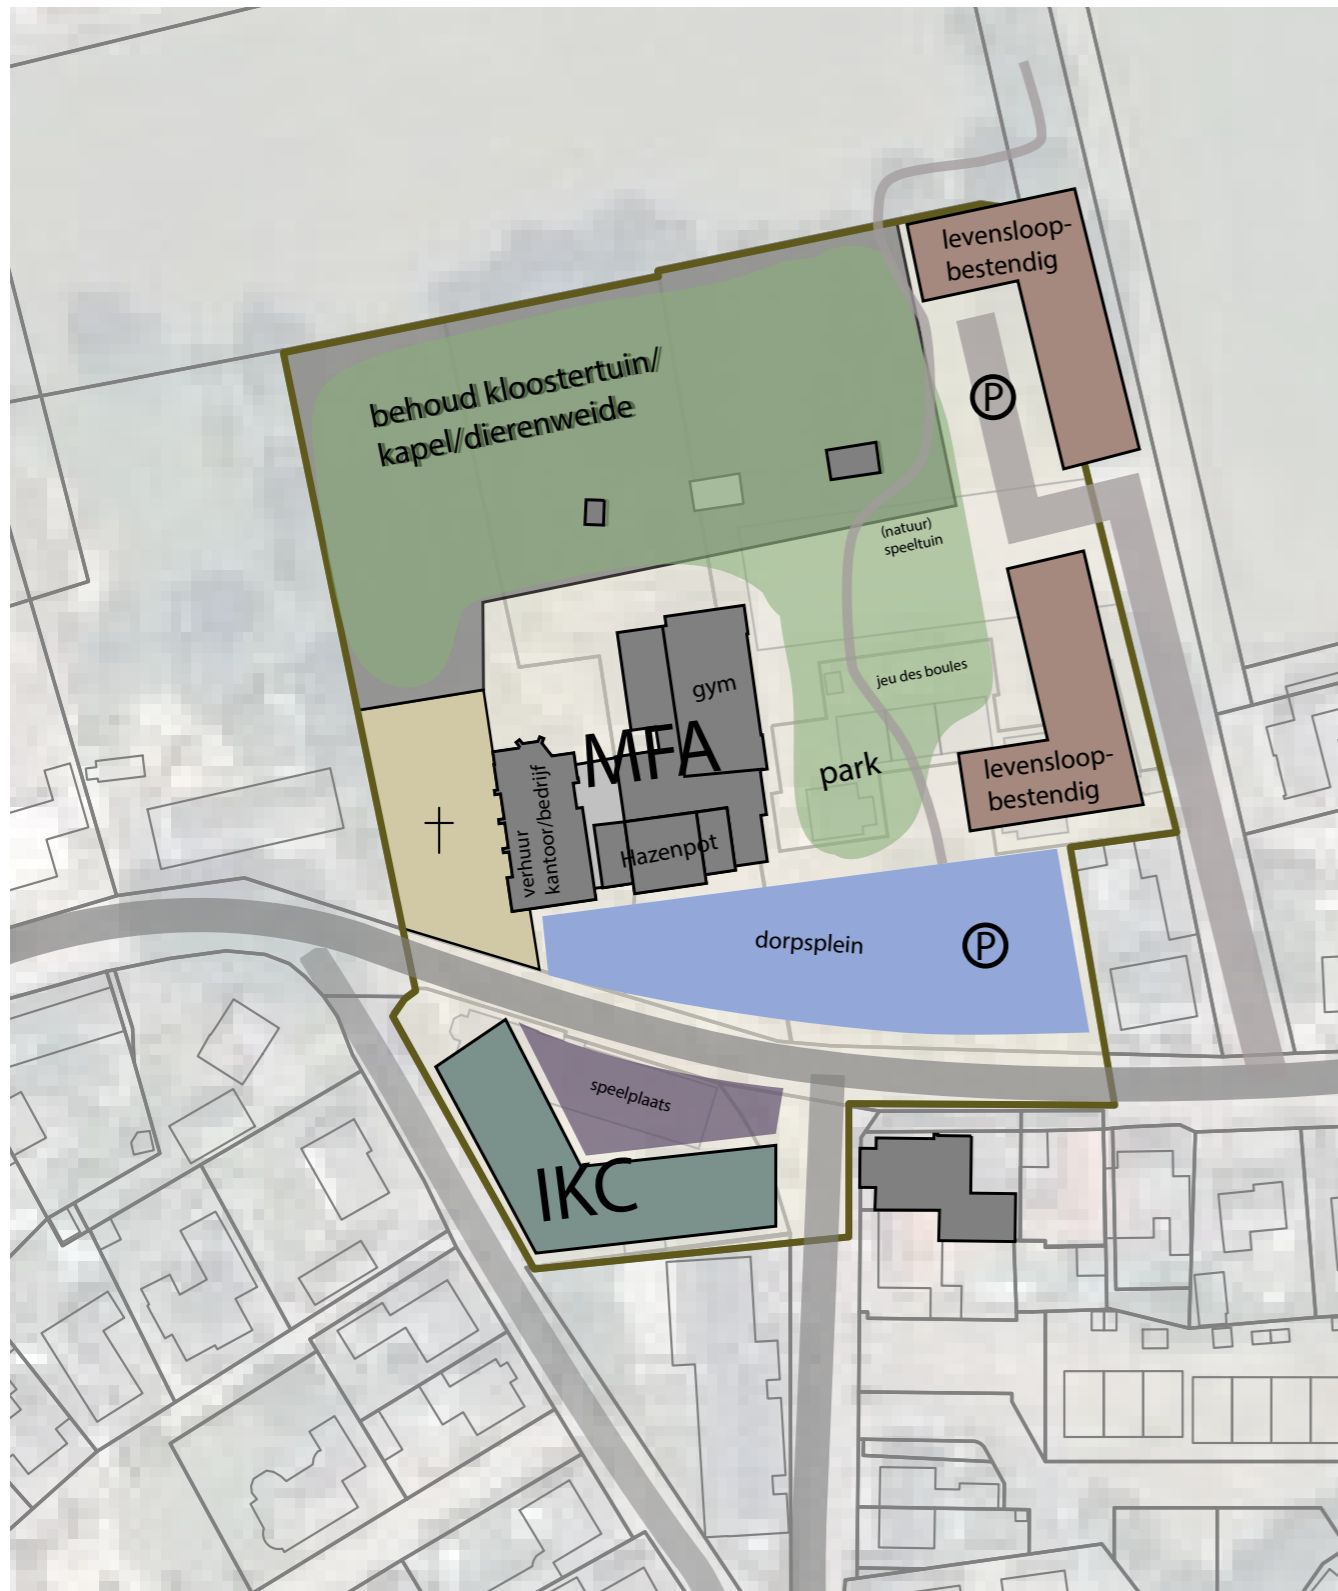 levensloop-
bestendig
behoud kloostertuin/
kapel/dierenweide
P
(natuur)
speeltuin
gym
jeu des boules
MFA
park
levensloop-
bestendig
verhuur
kantoor/bedrijf
Hazenpot
dorpsplein
P
speelplaats
IKC